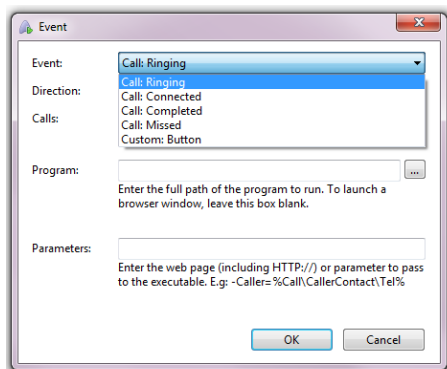 Event
Event:
Call: Ringing
Call: Ringing
Direction:
Call: Connected
Call: Completed
Calls:
Call: Missed
Custom: Button
Program:
...
Enter the full path of the program to run. To launch a
browser window, leave this box blank.
Parameters:
Enter the web page (including HTTP://) or parameter to pass
to the executable. E.g: -Caller=%Call\CallerContact\Tel%
OK
Cancel